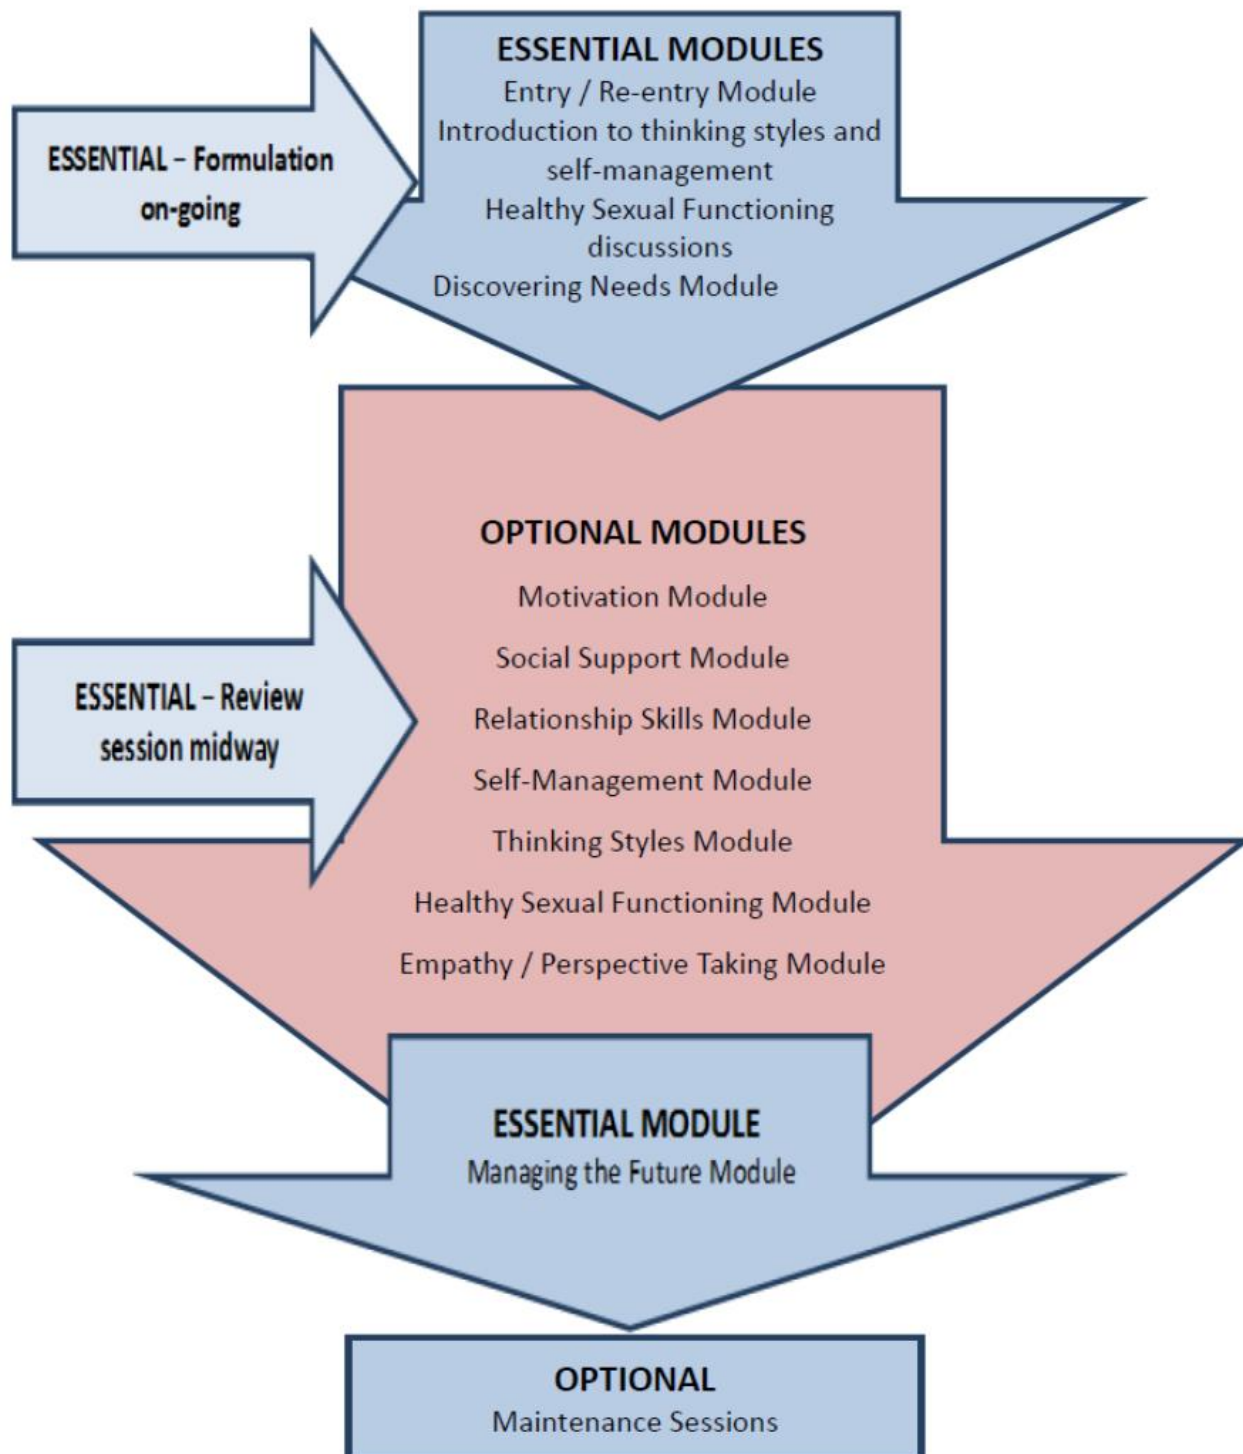 ESSENTIAL MODULES
Entry / Re-entry Module
Introduction to thinking styles and
self-management
Healthy Sexual Functioning
discussions
Discovering Needs Module
ESSENTIAL – Formulation
on-going
OPTIONAL MODULES
Motivation Module
Social Support Module
Relationship Skills Module
Self-Management Module
Thinking Styles Module
Healthy Sexual Functioning Module
Empathy / Perspective Taking Module
ESSENTIAL – Review
session midway
ESSENTIAL MODULE
Managing the Future Module
OPTIONAL
Maintenance Sessions